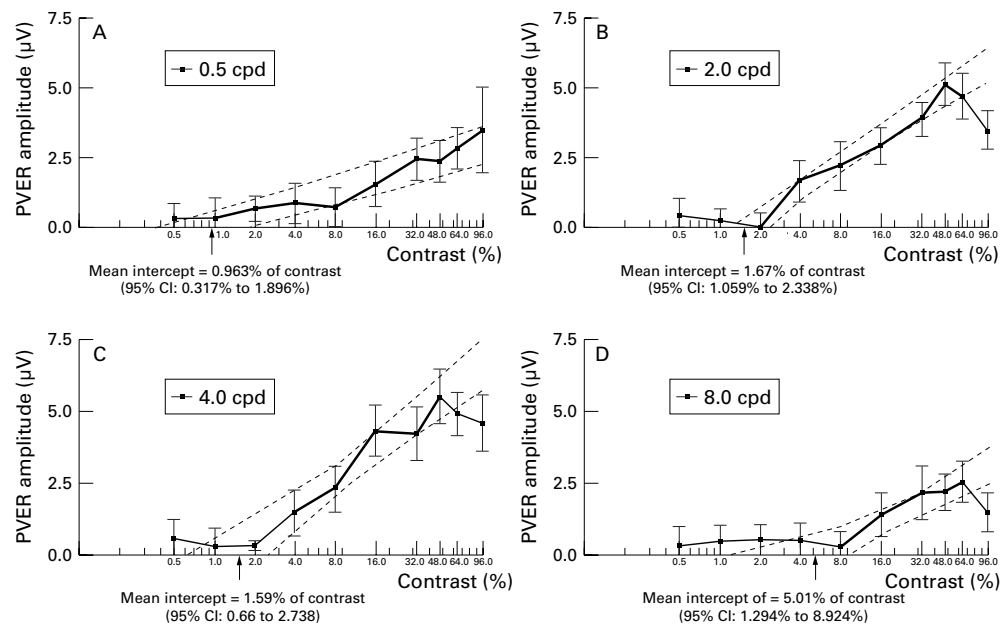 A
PVER amplitude (μV)
7.5
5.0
2.5
0.0
0.5 cpd
0.5 1.0 2.0 4.0 8.0 16.0 32.0 48.0 64.0 96.0
Contrast (%)
Mean intercept = 0.963% of contrast
(95% CI: 0.317% to 1.896%)
B
PVER amplitude (μV)
7.5
5.0
2.5
0.0
2.0 cpd
0.5 1.0 2.0 4.0 8.0 16.0 32.0 48.0 64.0 96.0
Contrast (%)
Mean intercept = 1.67% of contrast
(95% CI: 1.059% to 2.338%)
C
PVER amplitude (μV)
7.5
5.0
2.5
0.0
4.0 cpd
0.5 1.0 2.0 4.0 8.0 16.0 32.0 48.0 64.0 96.0
Contrast (%)
Mean intercept = 1.59% of contrast
(95% CI: 0.66 to 2.738)
D
PVER amplitude (μV)
7.5
5.0
2.5
0.0
8.0 cpd
0.5 1.0 2.0 4.0 8.0 16.0 32.0 48.0 64.0 96.0
Contrast (%)
Mean intercept of = 5.01% of contrast
(95% CI: 1.294% to 8.924%)